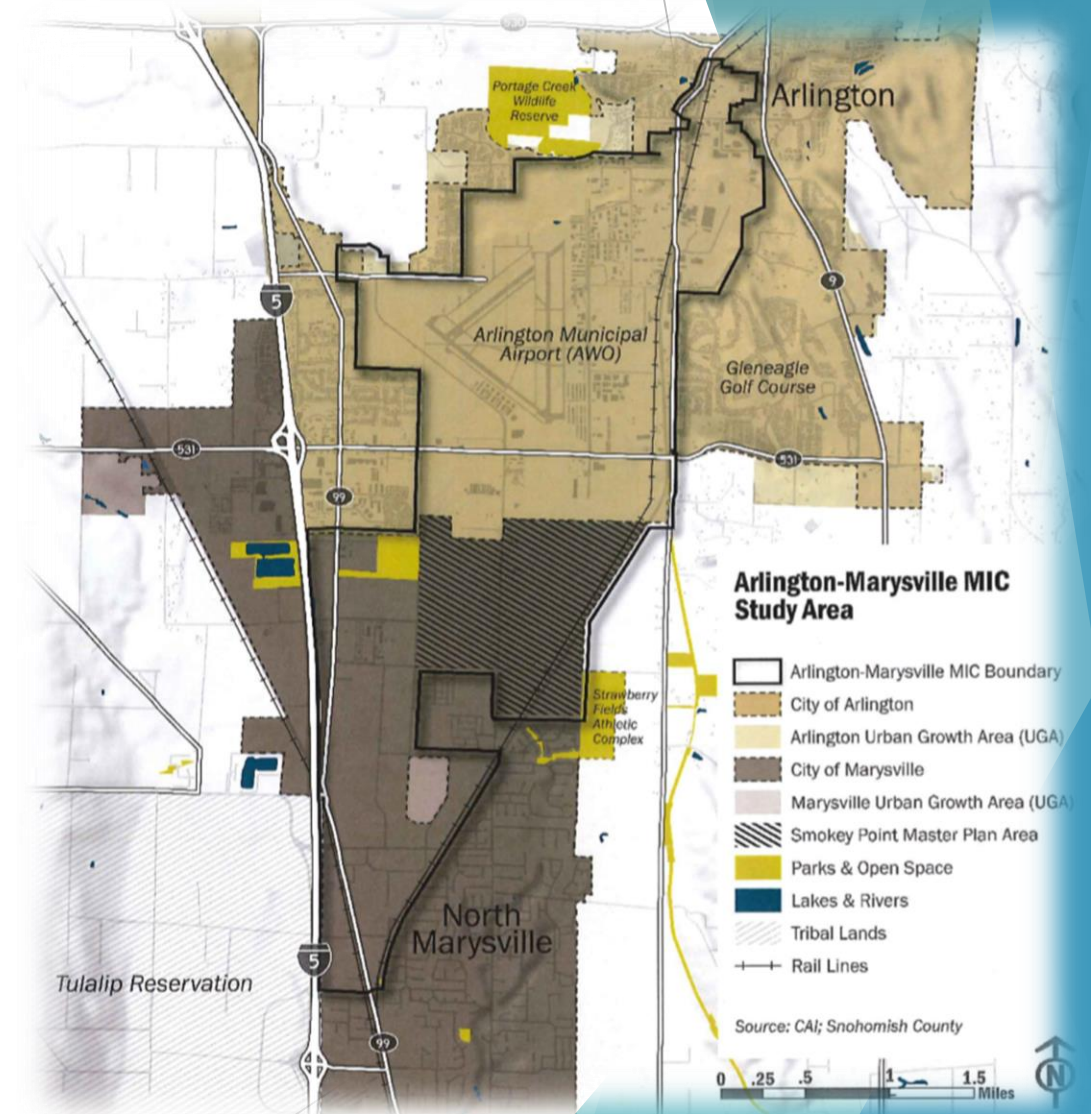 530
Portage Creek
Wildlife
Reserve
Arlington
5
9
Arlington Municipal
Airport (AWO)
Gleneagle
Golf Course
531
531
99
Arlington-Marysville MIC
Study Area
Arlington-Marysville MIC Boundary
City of Arlington
Arlington Urban Growth Area (UGA)
City of Marysville
Marysville Urban Growth Area (UGA)
Smokey Point Master Plan Area
Parks & Open Space
Lakes & Rivers
Tribal Lands
Rail Lines
Strawberry
Fields
Athletic
Complex
North
Marysville
5
Tulalip Reservation
99
Source: CAI; Snohomish County
0 .25 .5 1 1.5
Miles
N